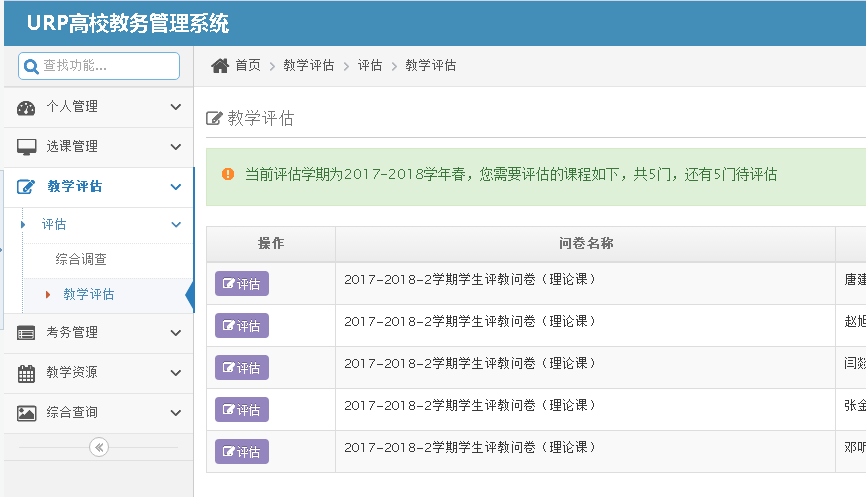 URP高校教务管理系统
查找功能...
首页 > 教学评估 > 评估 > 教学评估
个人管理
选课管理
教学评估
评估
综合调查
教学评估
考务管理
教学资源
综合查询
教学评估
当前评估学期为2017-2018学年春，您需要评估的课程如下，共5门，还有5门待评估
操作 问卷名称
评估 2017-2018-2学期学生评教问卷（理论课） 唐建
评估 2017-2018-2学期学生评教问卷（理论课） 赵旭
评估 2017-2018-2学期学生评教问卷（理论课） 闫
评估 2017-2018-2学期学生评教问卷（理论课） 张金
评估 2017-2018-2学期学生评教问卷（理论课） 邓